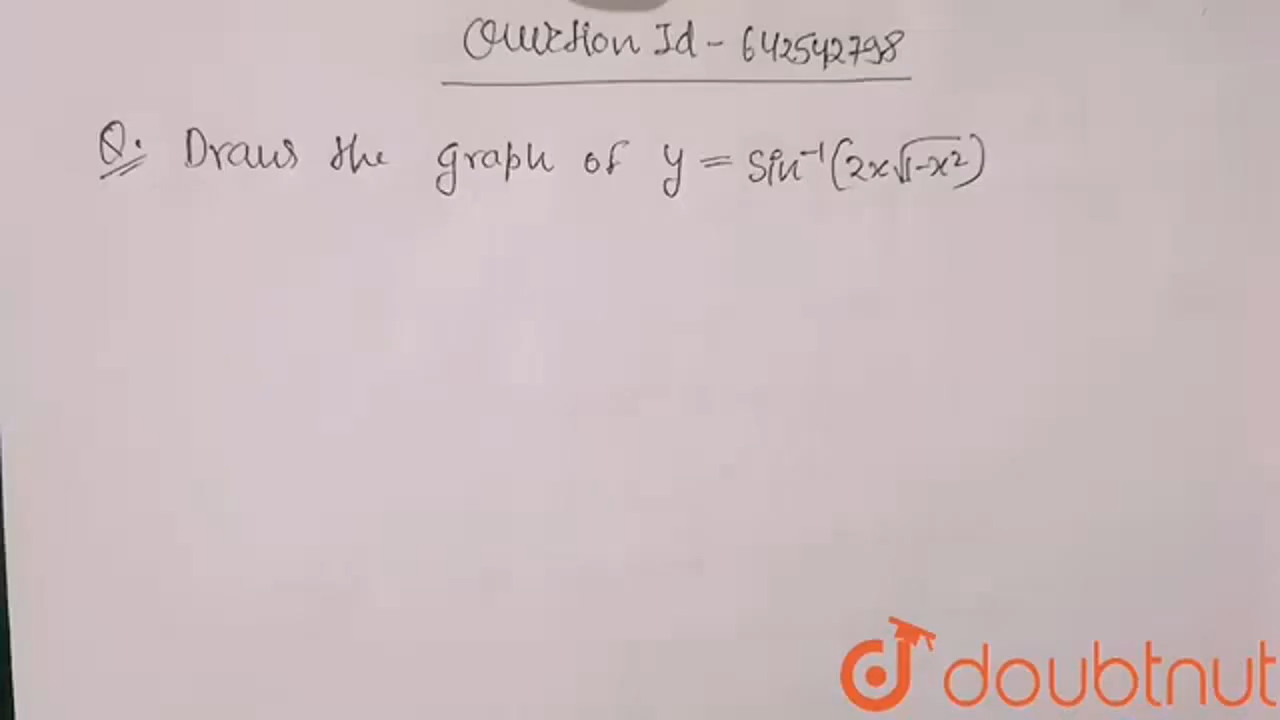 Question Id - 642542798
Q. Draw the graph of y = sin⁻¹(2x√1-x²)
doubtnut